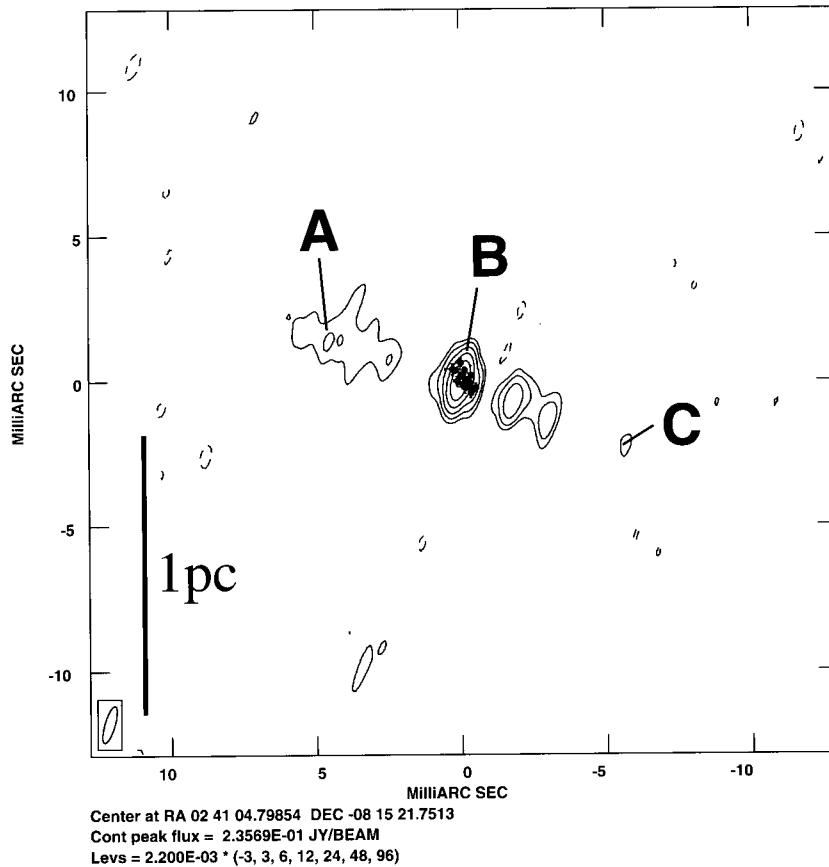 10
A
B
5
MilliARC SEC
0
C
-5
1pc
-10
10 5 0 -5 -10
MilliARC SEC
Center at RA 02 41 04.79854 DEC -08 15 21.7513
Cont peak flux = 2.3569E-01 JY/BEAM
Levs = 2.200E-03 * (-3, 3, 6, 12, 24, 48, 96)